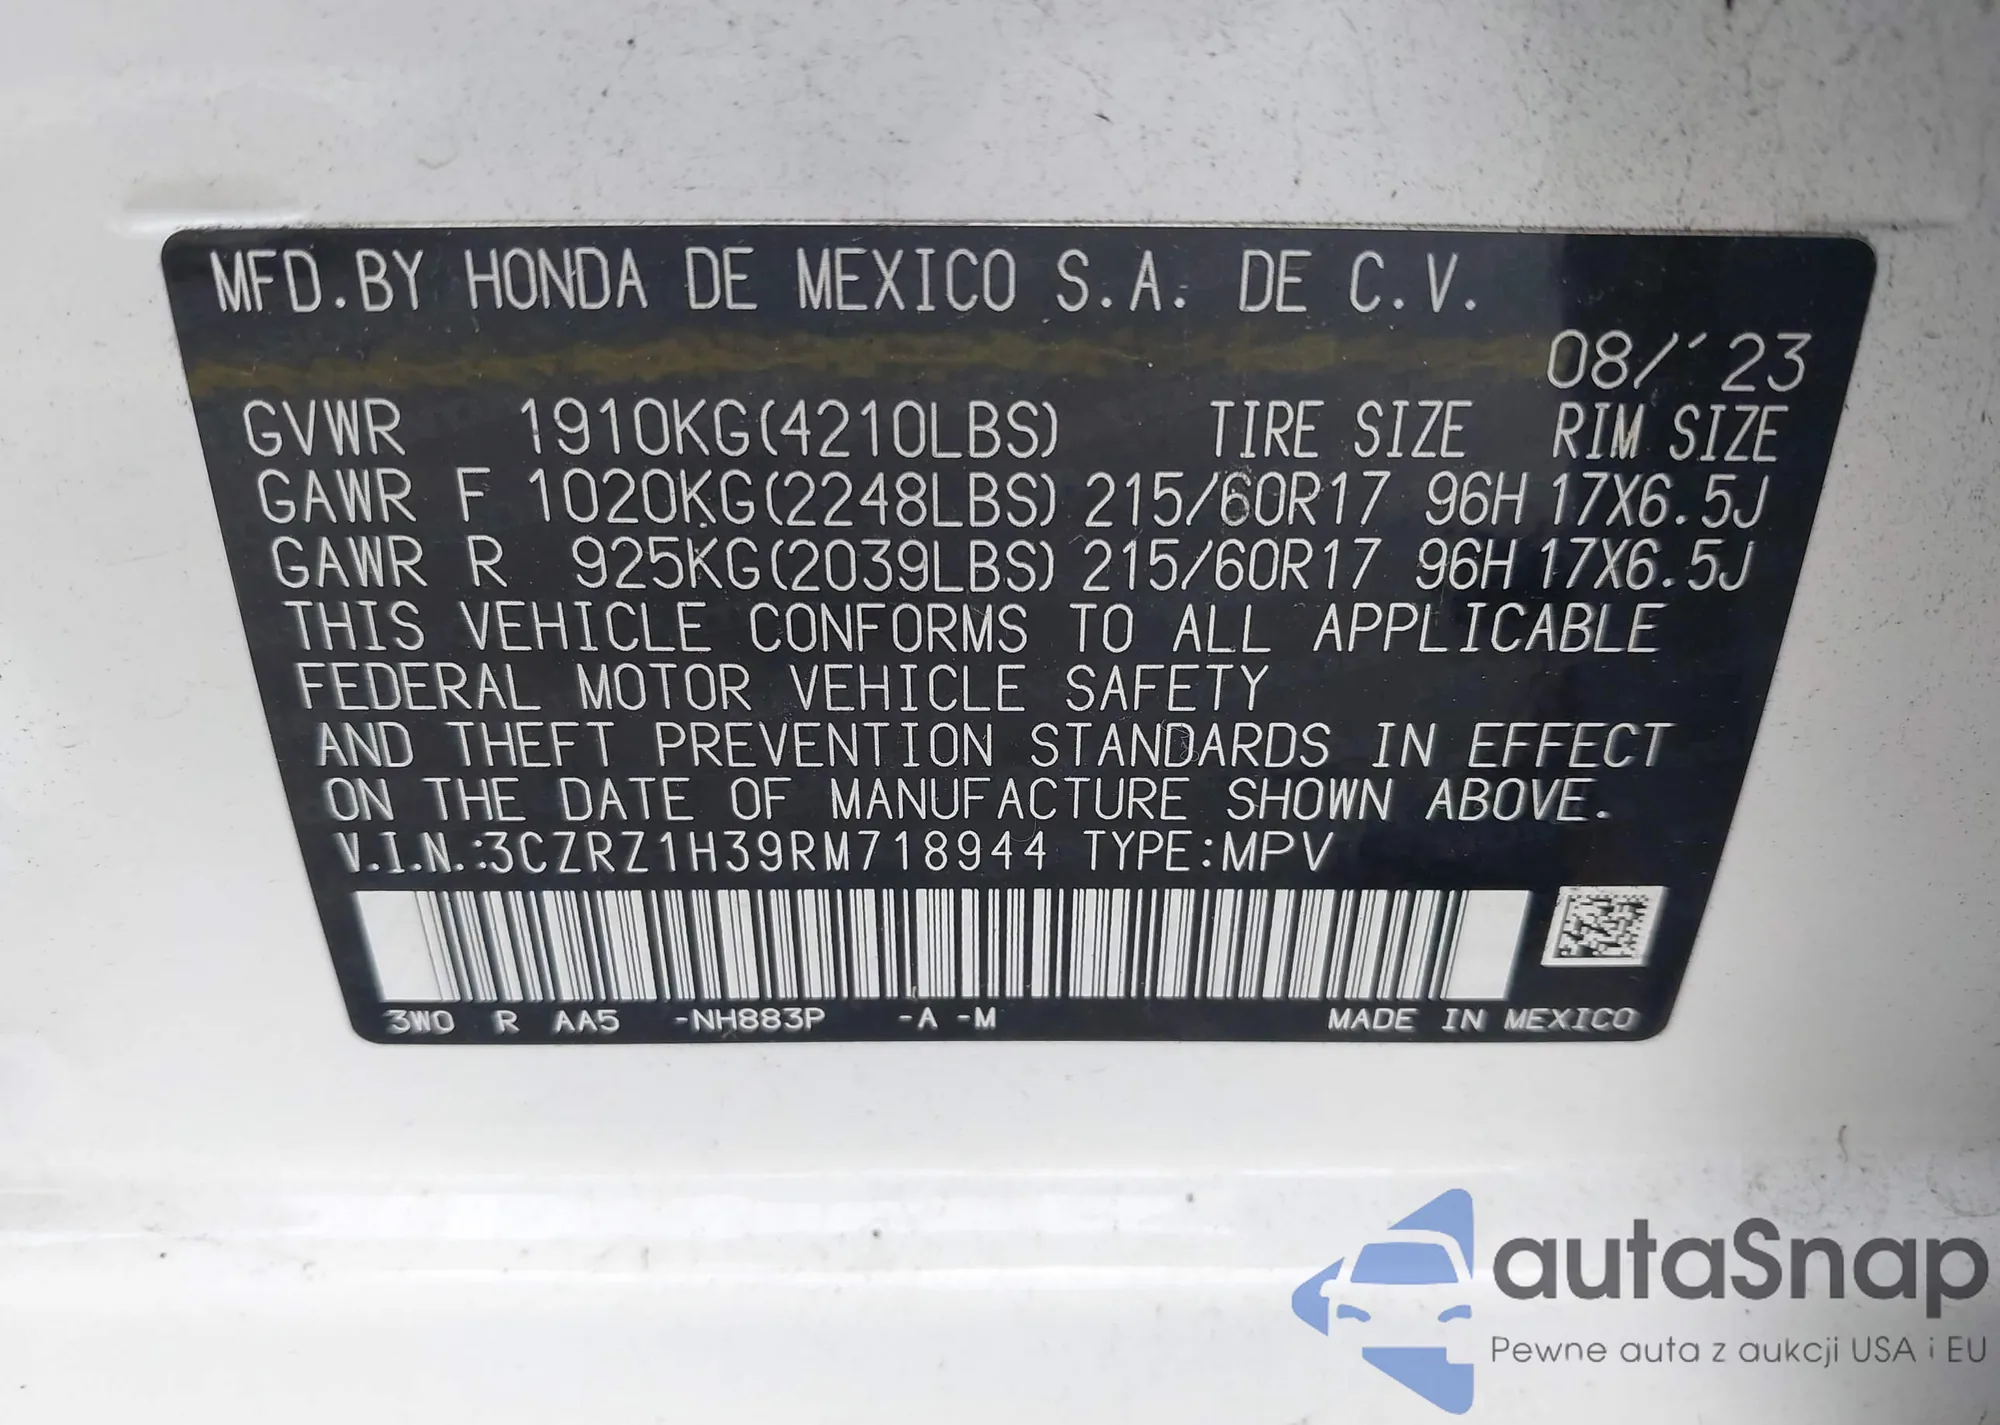 MFD.BY HONDA DE MEXICO S.A. DE C.V.
08/'23
GVWR 1910KG(4210LBS) TIRE SIZE RIM SIZE
GAWR F 1020KG(2248LBS) 215/60R17 96H 17X6.5J
GAWR R 925KG(2039LBS) 215/60R17 96H 17X6.5J
THIS VEHICLE CONFORMS TO ALL APPLICABLE
FEDERAL MOTOR VEHICLE SAFETY
AND THEFT PREVENTION STANDARDS IN EFFECT
ON THE DATE OF MANUFACTURE SHOWN ABOVE.
V.I.N.:3CZRZ1H39RM718944 TYPE:MPV
3W0 R AA5 -NH883P -A -M MADE IN MEXICO
autaSnap
Pewne auta z aukcji USA i EU